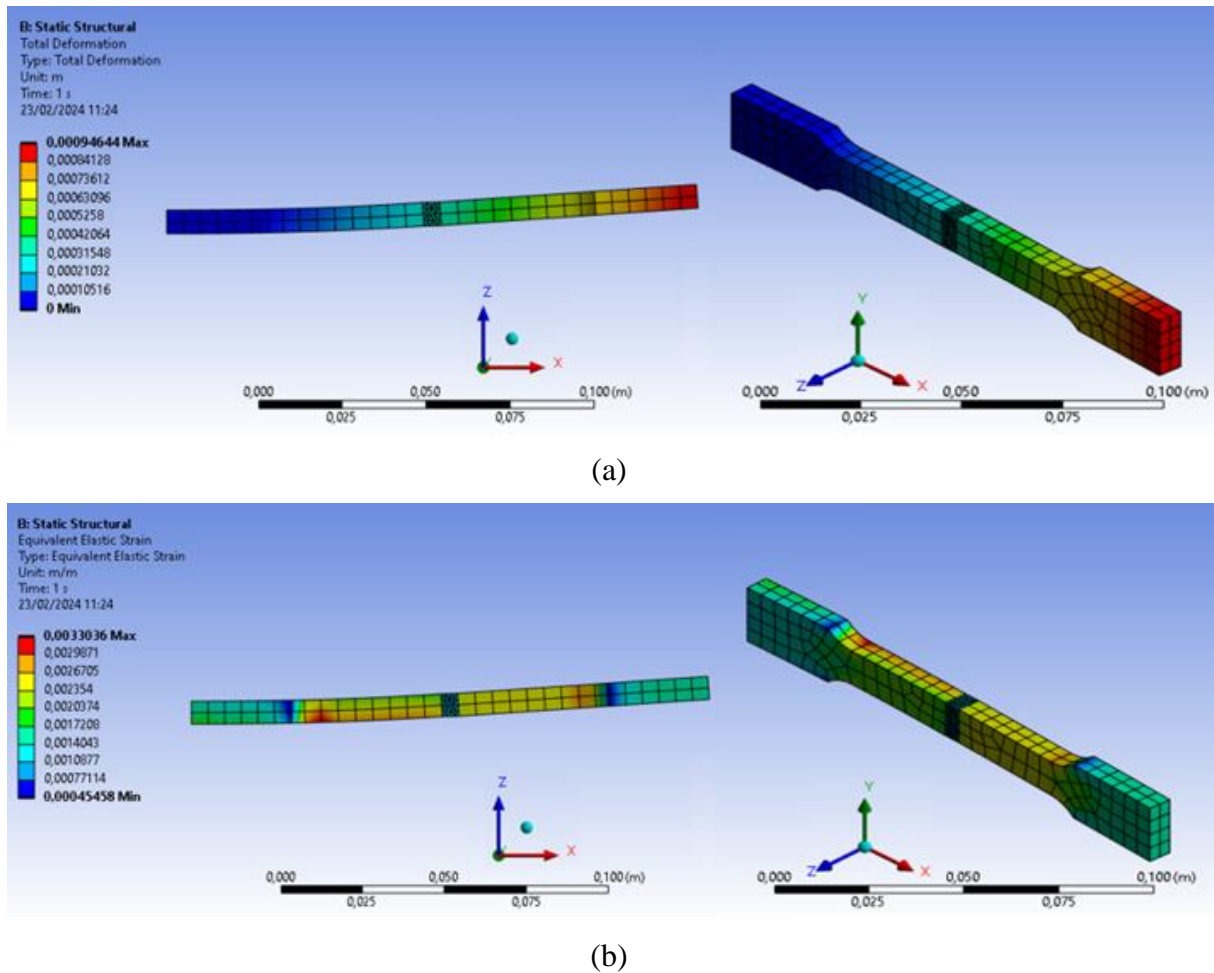 B: Static Structural
Total Deformation
Type: Total Deformation
Unit: m
Time: 1 s
23/02/2024 11:24
0,00094644 Max
0,00084128
0,00073612
0,00063096
0,0005258
0,00042064
0,00031548
0,00021032
0,00010516
0 Min
Z
X
0,000 0,050 0,100 (m)
0,025 0,075
Y
Z X
0,000 0,050 0,100 (m)
0,025 0,075
(a)
B: Static Structural
Equivalent Elastic Strain
Type: Equivalent Elastic Strain
Unit: m/m
Time: 1 s
23/02/2024 11:24
0,0033036 Max
0,0029871
0,0026705
0,002354
0,0020374
0,0017208
0,0014043
0,0010877
0,00077114
0,00045458 Min
Z
X
0,000 0,050 0,100 (m)
0,025 0,075
Y
Z X
0,000 0,050 0,100 (m)
0,025 0,075
(b)